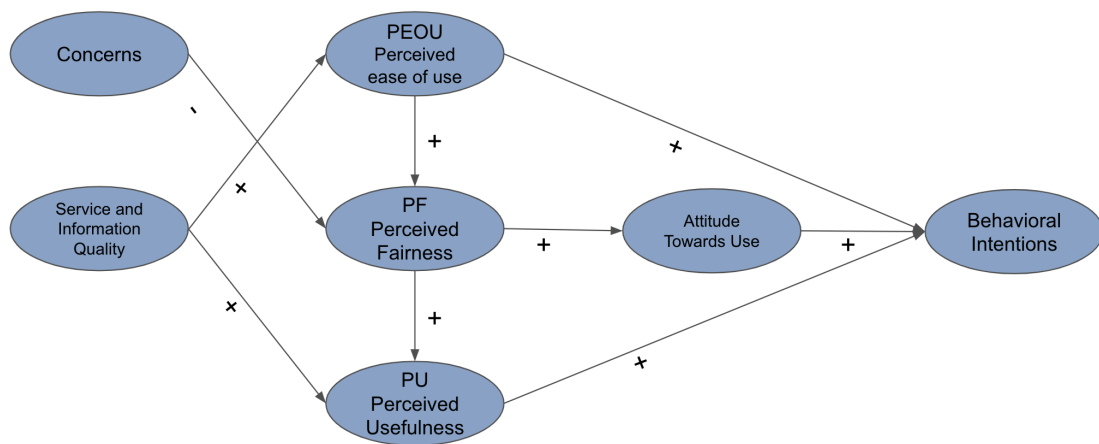 Concerns
PEOU
Perceived
ease of use
-
+
+
+
Service and
Information
Quality
PF
Perceived
Fairness
+
Attitude
Towards Use
+
Behavioral
Intentions
+
+
+
PU
Perceived
Usefulness